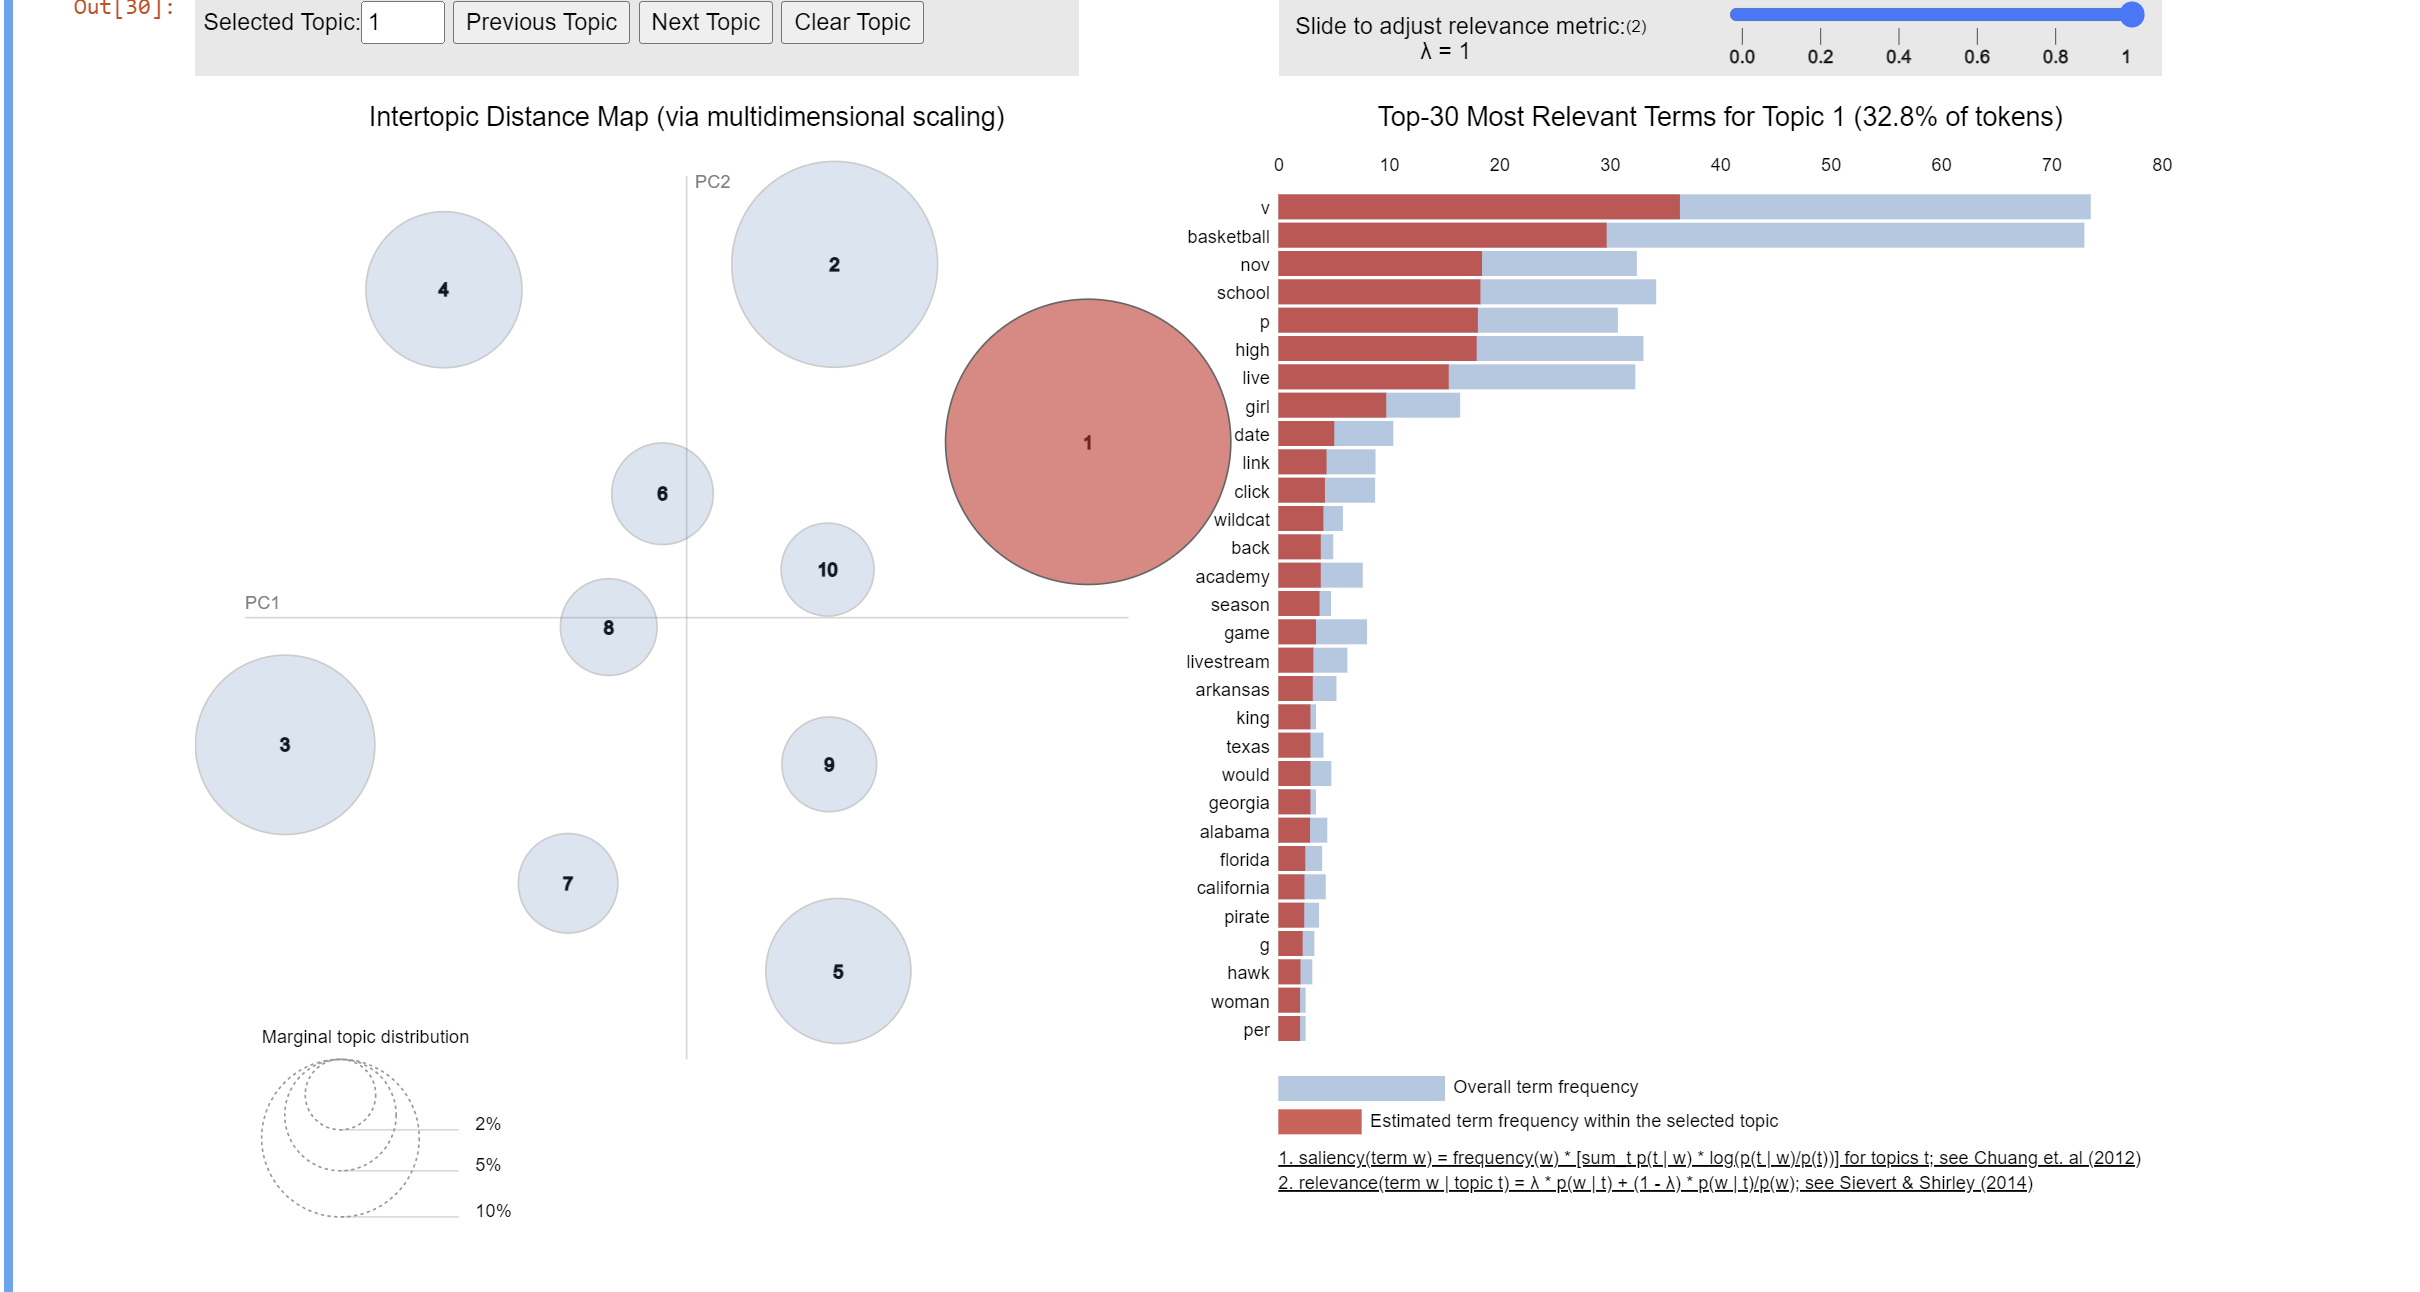 Out[30]:
Selected Topic: 1 Previous Topic Next Topic Clear Topic
Slide to adjust relevance metric:(2)
λ = 1
0.0 0.2 0.4 0.6 0.8 1
Intertopic Distance Map (via multidimensional scaling)
PC2
PC1
4
2
1
6
10
8
3
9
7
5
Marginal topic distribution
2%
5%
10%
Top-30 Most Relevant Terms for Topic 1 (32.8% of tokens)
0 10 20 30 40 50 60 70 80
v
basketball
nov
school
p
high
live
girl
date
link
click
wildcat
back
academy
season
game
livestream
arkansas
king
texas
would
georgia
alabama
florida
california
pirate
g
hawk
woman
per
Overall term frequency
Estimated term frequency within the selected topic
1. saliency(term w) = frequency(w) * [sum_t p(t | w) * log(p(t | w)/p(t))] for topics t; see Chuang et. al (2012)
2. relevance(term w | topic t) = λ * p(w | t) + (1 - λ) * p(w | t)/p(w); see Sievert & Shirley (2014)